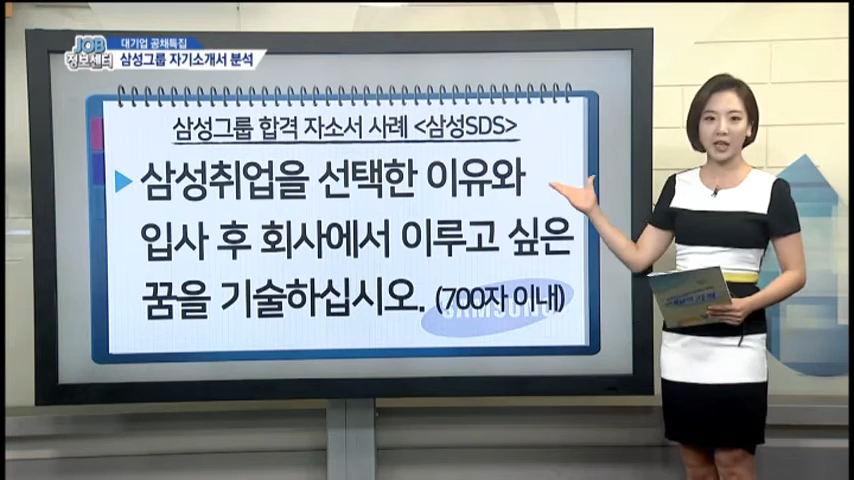 JOB
정보센터
대기업 공채특집
삼성그룹 자기소개서 분석
삼성그룹 합격 자소서 사례 <삼성SDS>
삼성취업을 선택한 이유와
입사 후 회사에서 이루고 싶은
꿈을 기술하십시오. (700자 이내)
SAMSUNG